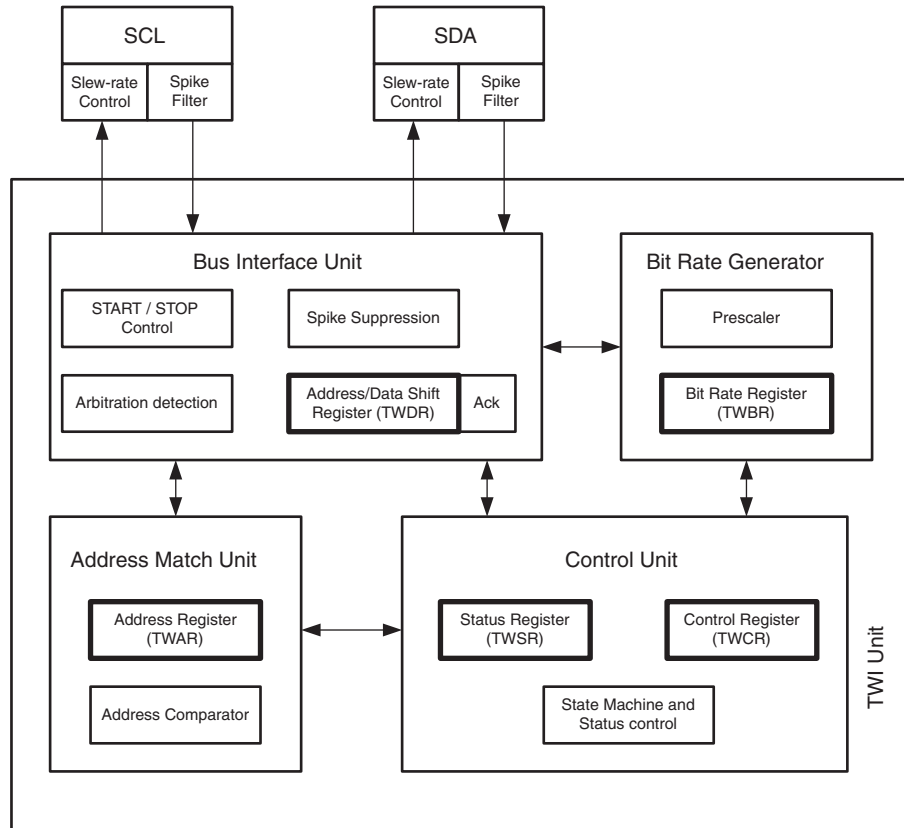 SCL
SDA
Slew-rate
Control
Spike
Filter
Slew-rate
Control
Spike
Filter
Bus Interface Unit
START / STOP
Control
Spike Suppression
Arbitration detection
Address/Data Shift
Register (TWDR)
Ack
Bit Rate Generator
Prescaler
Bit Rate Register
(TWBR)
Address Match Unit
Address Register
(TWAR)
Address Comparator
Control Unit
Status Register
(TWSR)
Control Register
(TWCR)
State Machine and
Status control
TWI Unit